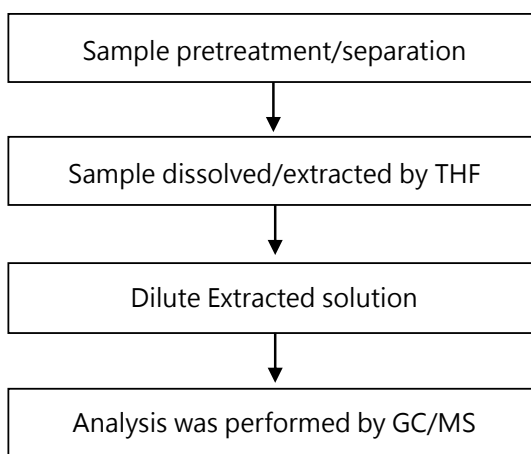 Sample pretreatment/separation
Sample dissolved/extracted by THF
Dilute Extracted solution
Analysis was performed by GC/MS